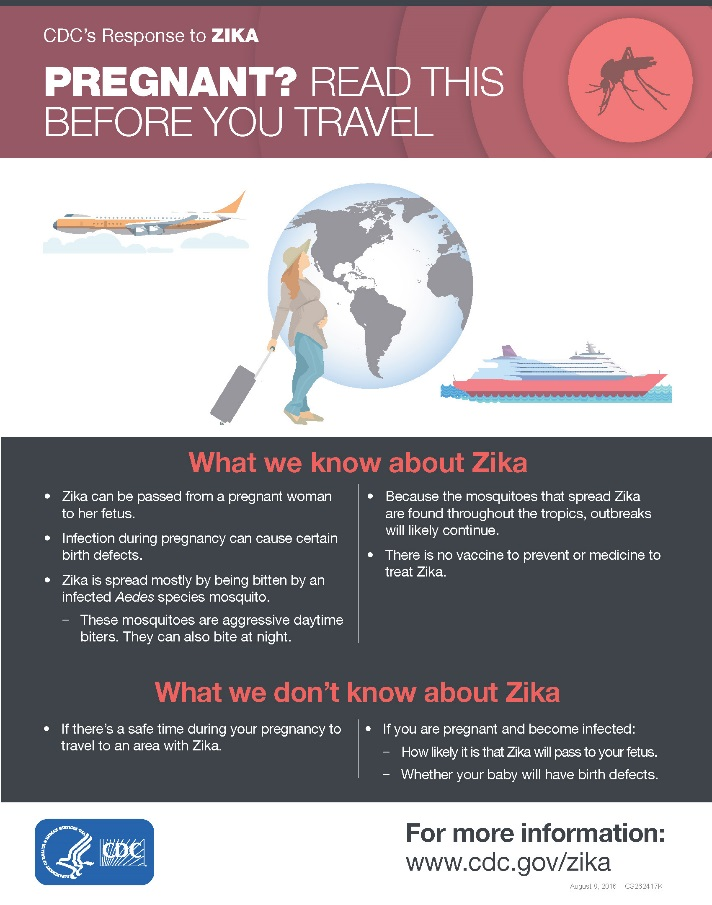 CDC's Response to ZIKA
PREGNANT? READ THIS
BEFORE YOU TRAVEL
What we know about Zika
• Zika can be passed from a pregnant woman
to her fetus.
• Infection during pregnancy can cause certain
birth defects.
• Zika is spread mostly by being bitten by an
infected Aedes species mosquito.
– These mosquitoes are aggressive daytime
biters. They can also bite at night.
• Because the mosquitoes that spread Zika
are found throughout the tropics, outbreaks
will likely continue.
• There is no vaccine to prevent or medicine to
treat Zika.
What we don't know about Zika
• If there's a safe time during your pregnancy to
travel to an area with Zika.
• If you are pregnant and become infected:
– How likely it is that Zika will pass to your fetus.
– Whether your baby will have birth defects.
CDC
For more information:
www.cdc.gov/zika
August 9, 2016